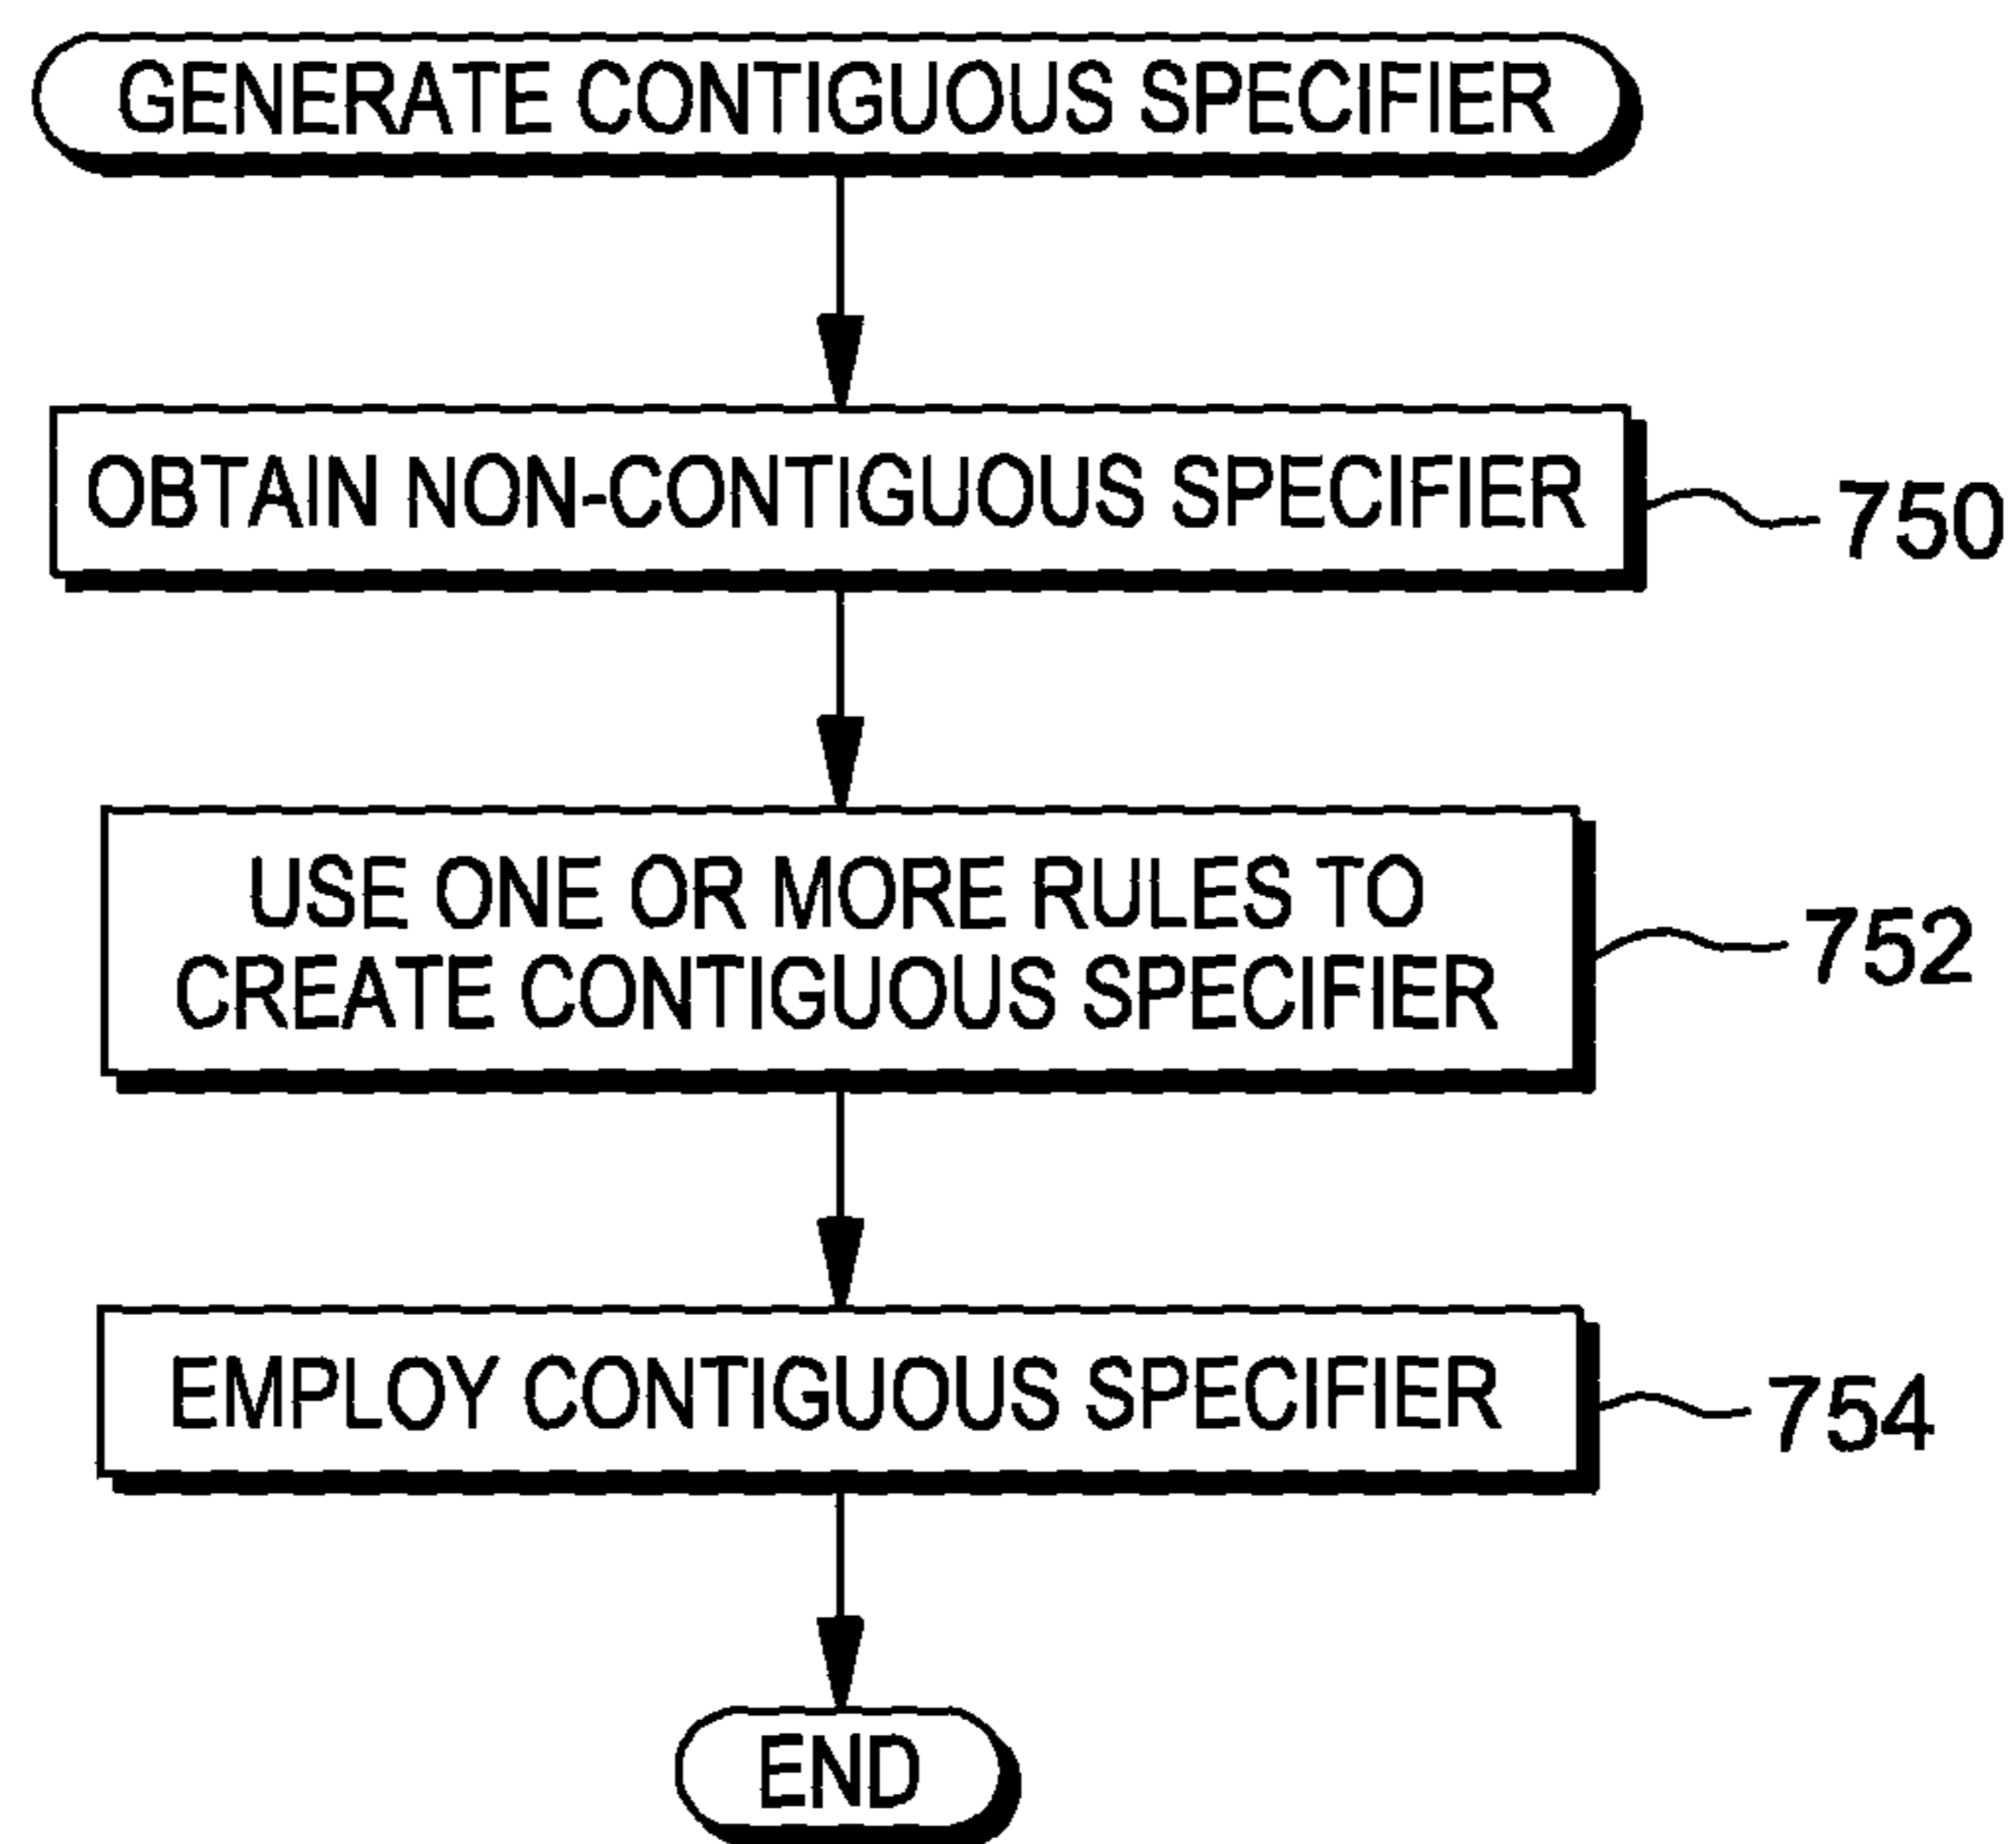 GENERATE CONTIGUOUS SPECIFIER
OBTAIN NON-CONTIGUOUS SPECIFIER
750
USE ONE OR MORE RULES TO
CREATE CONTIGUOUS SPECIFIER
752
EMPLOY CONTIGUOUS SPECIFIER
754
END